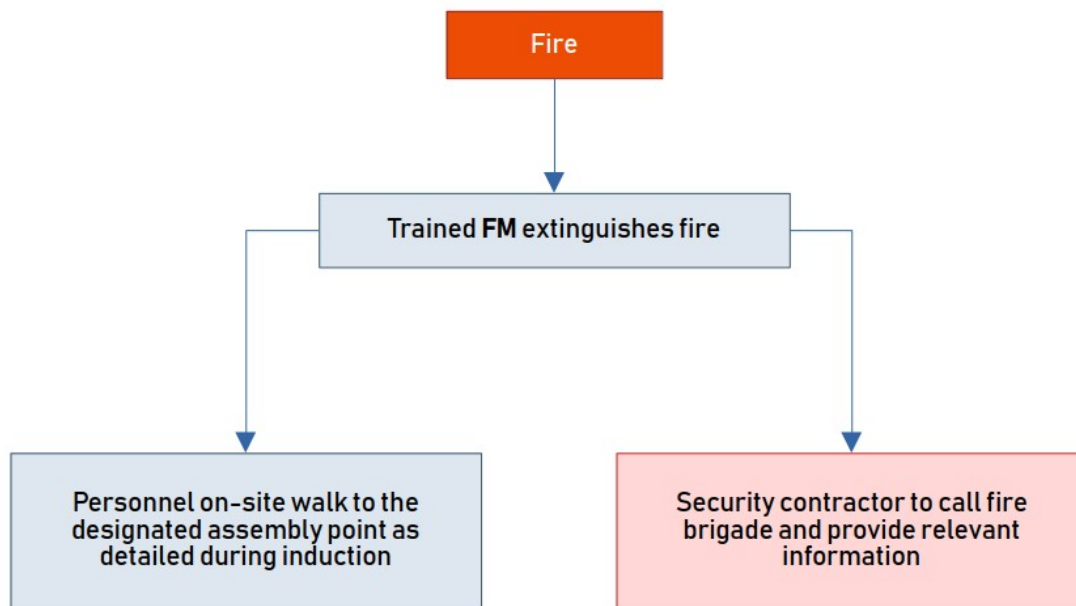 Fire
Trained FM extinguishes fire
Personnel on-site walk to the
designated assembly point as
detailed during induction
Security contractor to call fire
brigade and provide relevant
information